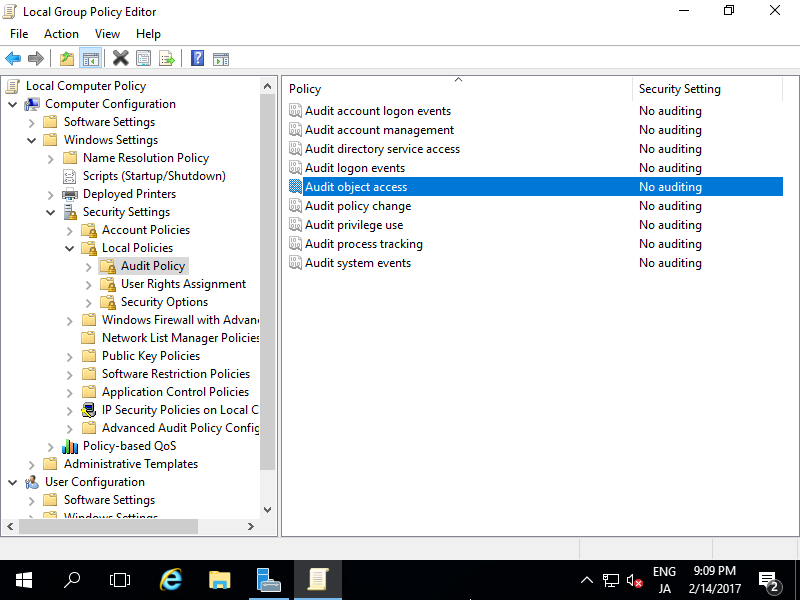 Local Group Policy Editor
File Action View Help
Local Computer Policy
Computer Configuration
Software Settings
Windows Settings
Name Resolution Policy
Scripts (Startup/Shutdown)
Deployed Printers
Security Settings
Account Policies
Local Policies
Audit Policy
User Rights Assignment
Security Options
Windows Firewall with Advan
Network List Manager Policies
Public Key Policies
Software Restriction Policies
Application Control Policies
IP Security Policies on Local C
Advanced Audit Policy Config
Policy-based QoS
Administrative Templates
User Configuration
Software Settings
Windows Settings
Policy Security Setting
Audit account logon events No auditing
Audit account management No auditing
Audit directory service access No auditing
Audit logon events No auditing
Audit object access No auditing
Audit policy change No auditing
Audit privilege use No auditing
Audit process tracking No auditing
Audit system events No auditing
ENG
JA
9:09 PM
2/14/2017
2